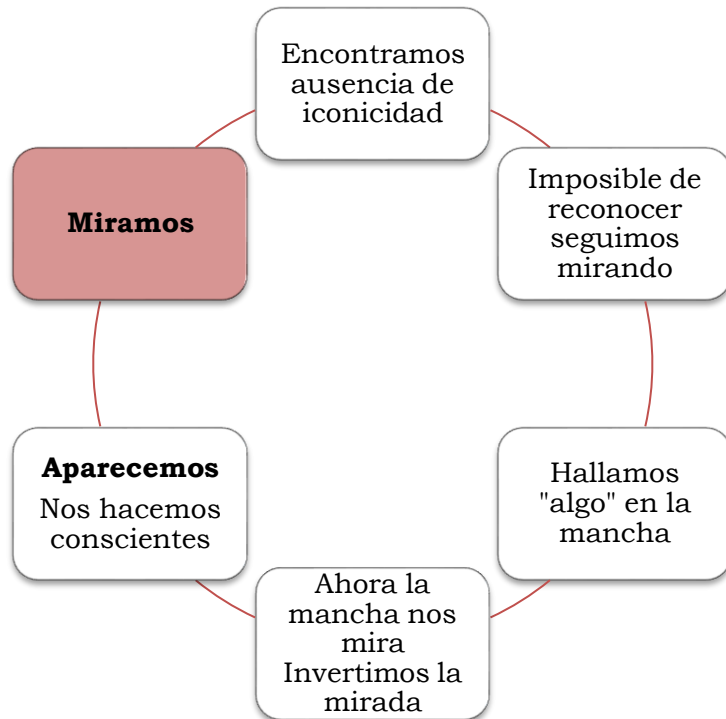 Encontramos
ausencia de
iconicidad
Miramos
Imposible de
reconocer
seguimos
mirando
Aparecemos
Nos hacemos
conscientes
Hallamos
"algo" en la
mancha
Ahora la
mancha nos
mira
Invertimos la
mirada